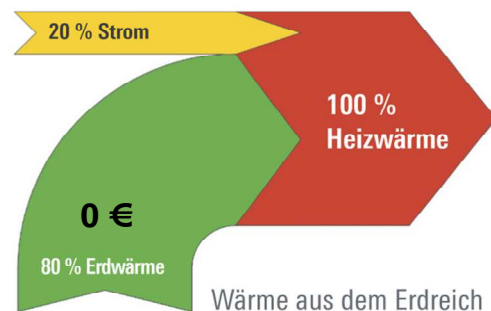 20 % Strom
100 %
Heizwärme
0 €
80 % Erdwärme
Wärme aus dem Erdreich